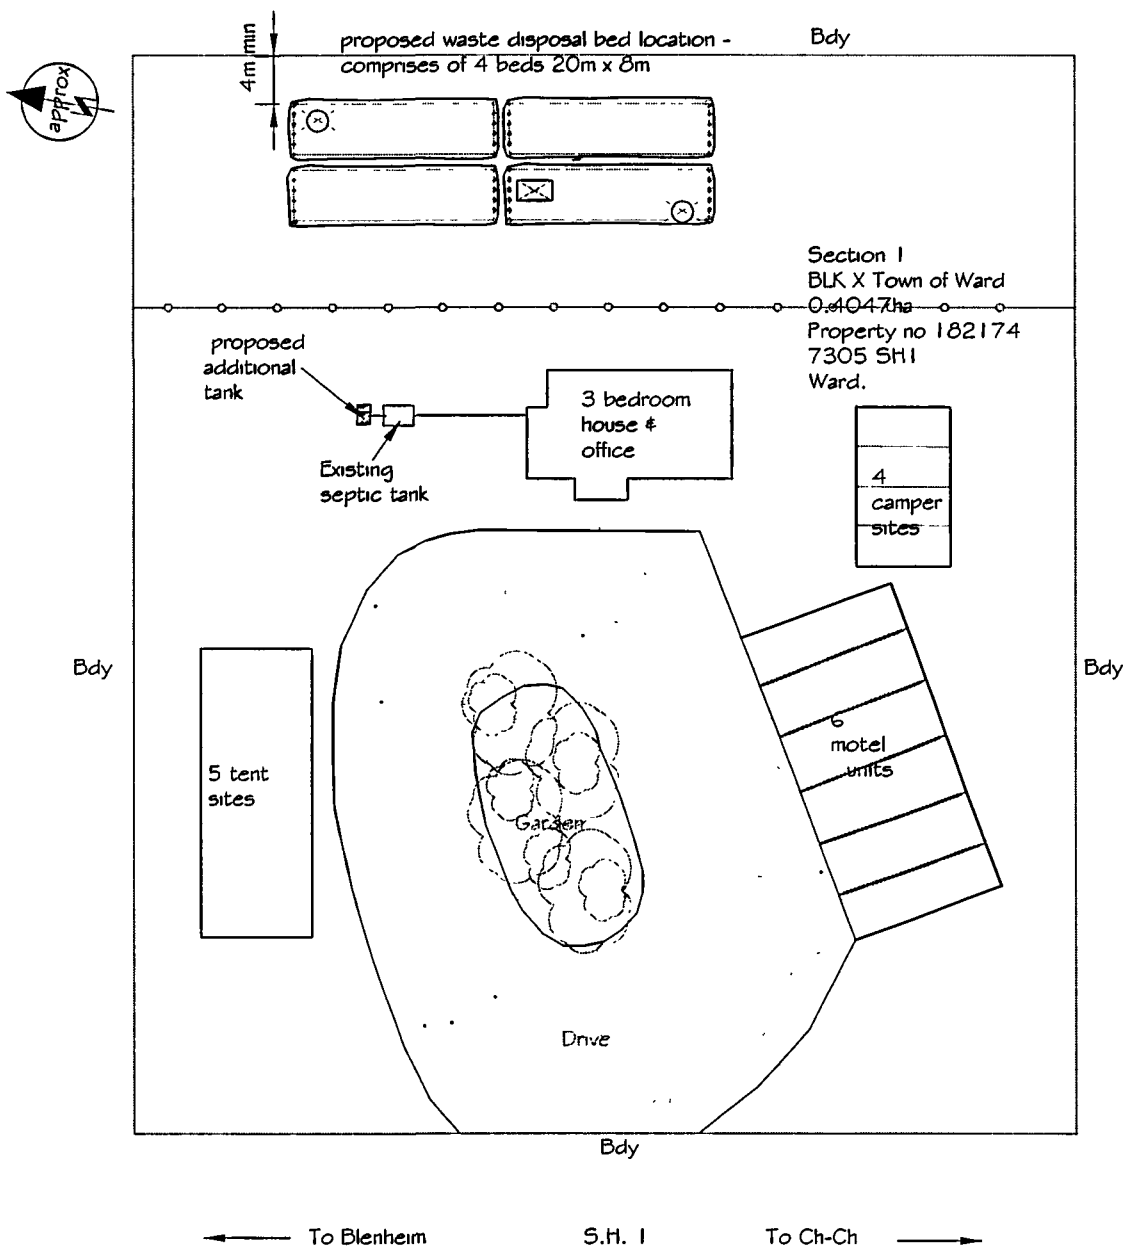 4m min
proposed waste disposal bed location -
comprises of 4 beds 20m x 8m
Bdy
approx
N
Section 1
BLK X Town of Ward
0.4047ha
Property no 182174
7305 SH1
Ward.
proposed
additional
tank
3 bedroom
house &
office
Existing
septic tank
4
camper
sites
Bdy
Bdy
6
motel
units
5 tent
sites
Garden
Drive
Bdy
To Blenheim
S.H. 1
To Ch-Ch